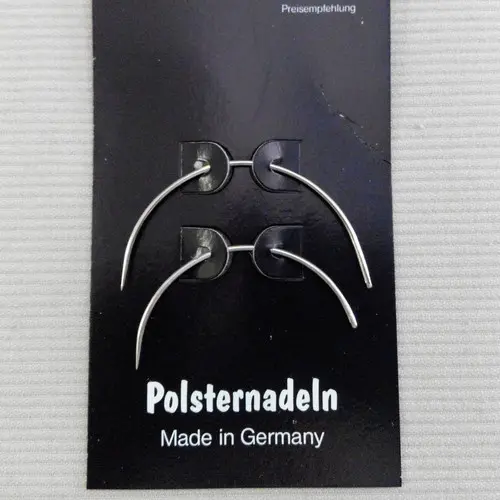 Preisempfehlung
Polsternadeln
Made in Germany